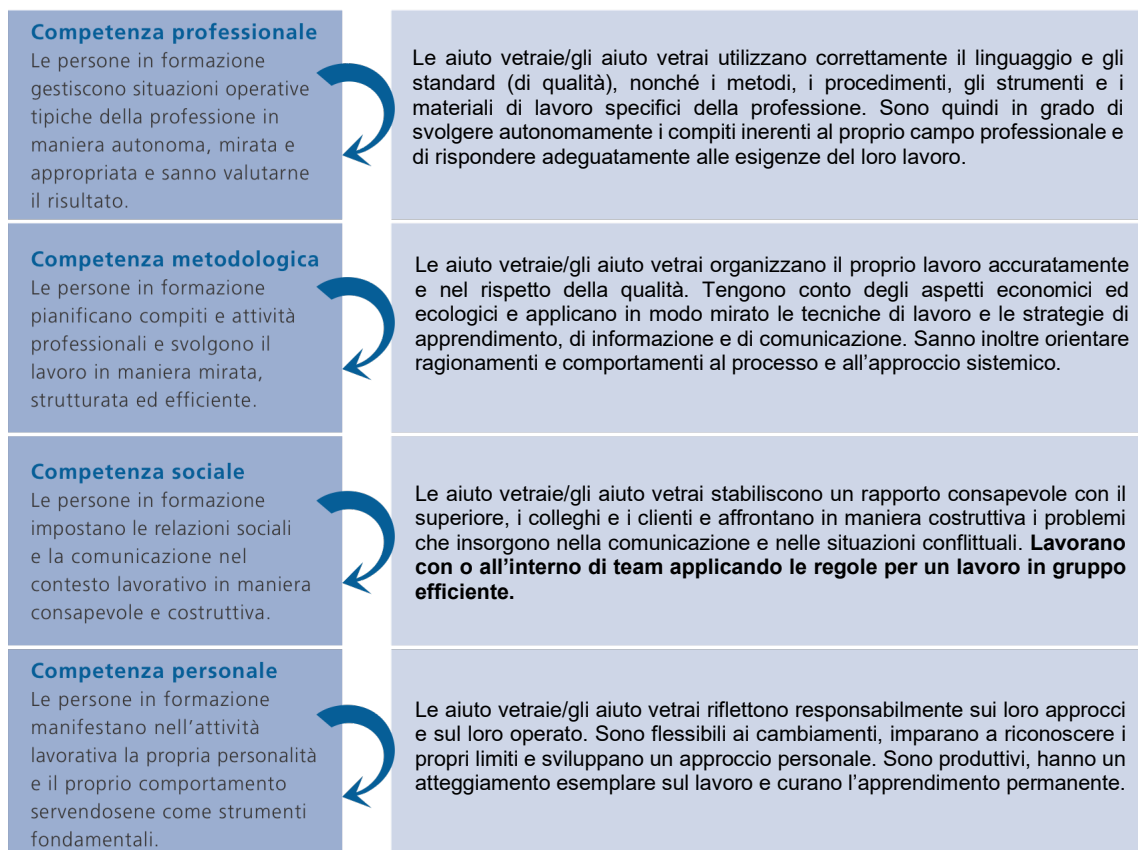 Competenza professionale
Le persone in formazione
gestiscono situazioni operative
tipiche della professione in
maniera autonoma, mirata e
appropriata e sanno valutarne
il risultato.
Le aiuto vetraie/gli aiuto vetrai utilizzano correttamente il linguaggio e gli
standard (di qualità), nonché i metodi, i procedimenti, gli strumenti e i
materiali di lavoro specifici della professione. Sono quindi in grado di
svolgere autonomamente i compiti inerenti al proprio campo professionale e
di rispondere adeguatamente alle esigenze del loro lavoro.
Competenza metodologica
Le persone in formazione
pianificano compiti e attività
professionali e svolgono il
lavoro in maniera mirata,
strutturata ed efficiente.
Le aiuto vetraie/gli aiuto vetrai organizzano il proprio lavoro accuratamente
e nel rispetto della qualità. Tengono conto degli aspetti economici ed
ecologici e applicano in modo mirato le tecniche di lavoro e le strategie di
apprendimento, di informazione e di comunicazione. Sanno inoltre orientare
ragionamenti e comportamenti al processo e all’approccio sistemico.
Competenza sociale
Le persone in formazione
impostano le relazioni sociali
e la comunicazione nel
contesto lavorativo in maniera
consapevole e costruttiva.
Le aiuto vetraie/gli aiuto vetrai stabiliscono un rapporto consapevole con il
superiore, i colleghi e i clienti e affrontano in maniera costruttiva i problemi
che insorgono nella comunicazione e nelle situazioni conflittuali. Lavorano
con o all’interno di team applicando le regole per un lavoro in gruppo
efficiente.
Competenza personale
Le persone in formazione
manifestano nell’attività
lavorativa la propria personalità
e il proprio comportamento
servendosene come strumenti
fondamentali.
Le aiuto vetraie/gli aiuto vetrai riflettono responsabilmente sui loro approcci
e sul loro operato. Sono flessibili ai cambiamenti, imparano a riconoscere i
propri limiti e sviluppano un approccio personale. Sono produttivi, hanno un
atteggiamento esemplare sul lavoro e curano l’apprendimento permanente.